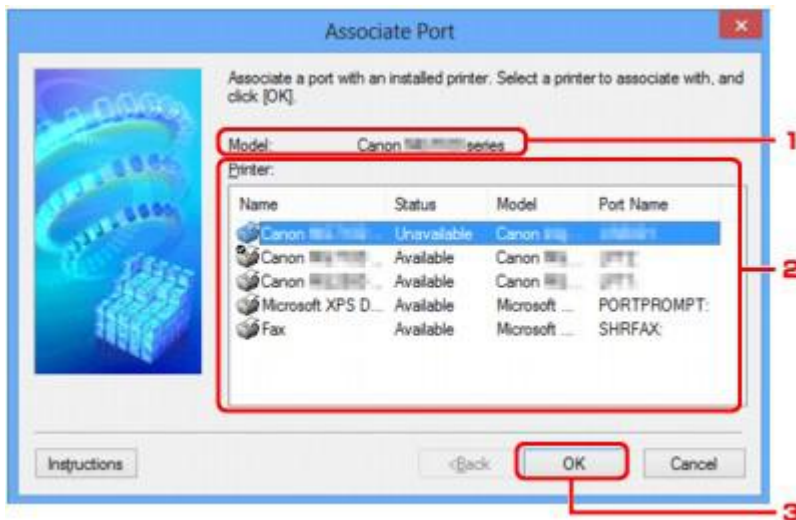 Associate Port
Associate a port with an installed printer. Select a printer to associate with, and
click [OK].
Model: Canon series
1
Printer:
Name Status Model Port Name
Canon Unavailable Canon
Canon ... Available Canon ...
Canon ... Available Canon ...
Microsoft XPS D... Available Microsoft ... PORTPROMPT:
Fax Available Microsoft ... SHRFAX:
2
Instructions <Back OK Cancel
3